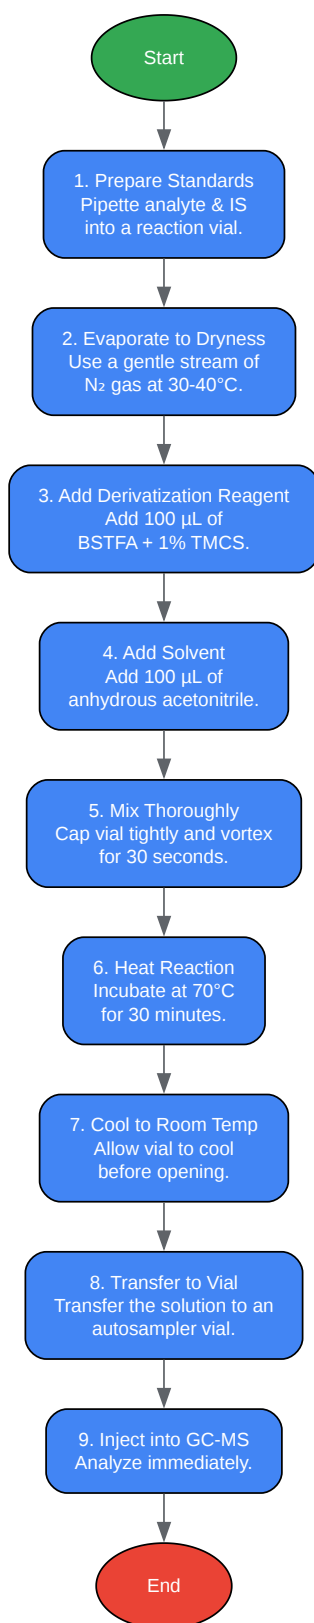 Start
1. Prepare Standards
Pipette analyte & IS
into a reaction vial.
2. Evaporate to Dryness
Use a gentle stream of
N₂ gas at 30-40°C.
3. Add Derivatization Reagent
Add 100 µL of
BSTFA + 1% TMCS.
4. Add Solvent
Add 100 µL of
anhydrous acetonitrile.
5. Mix Thoroughly
Cap vial tightly and vortex
for 30 seconds.
6. Heat Reaction
Incubate at 70°C
for 30 minutes.
7. Cool to Room Temp
Allow vial to cool
before opening.
8. Transfer to Vial
Transfer the solution to an
autosampler vial.
9. Inject into GC-MS
Analyze immediately.
End